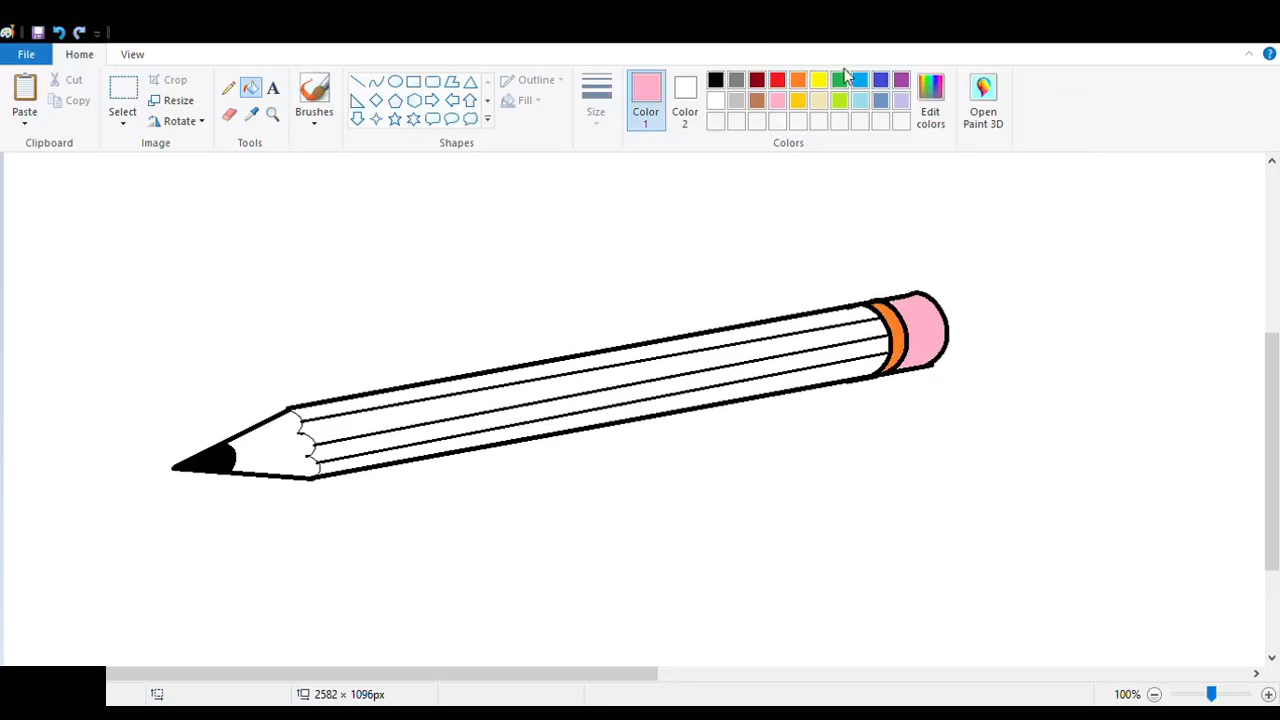 File Home View
Paste
Cut
Copy
Clipboard
Select
Crop
Resize
Rotate
Image
A
Tools
Brushes
Outline
Fill
Shapes
Size
Color 1
Color 2
Edit colors
Colors
Open Paint 3D
2582 × 1096px
100%